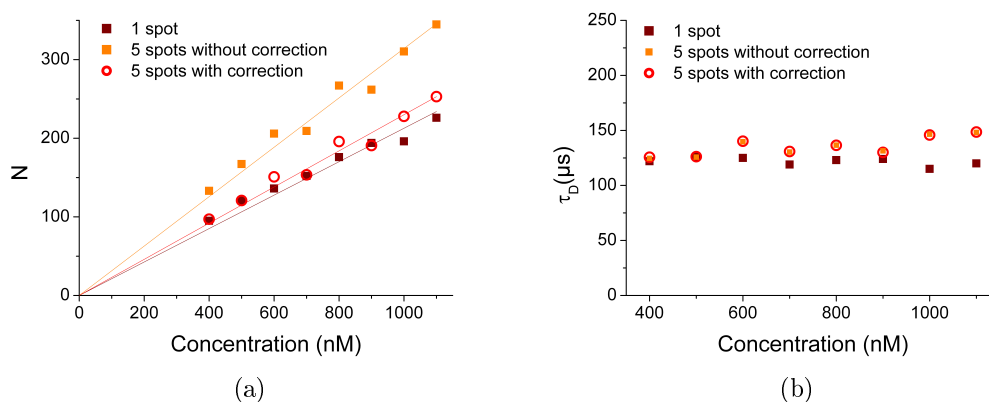 1 spot
5 spots without correction
5 spots with correction
300
200
100
0
N
0 200 400 600 800 1000
Concentration (nM)
(a)
1 spot
5 spots without correction
5 spots with correction
250
200
150
100
50
0
τD(µs)
400 600 800 1000
Concentration (nM)
(b)